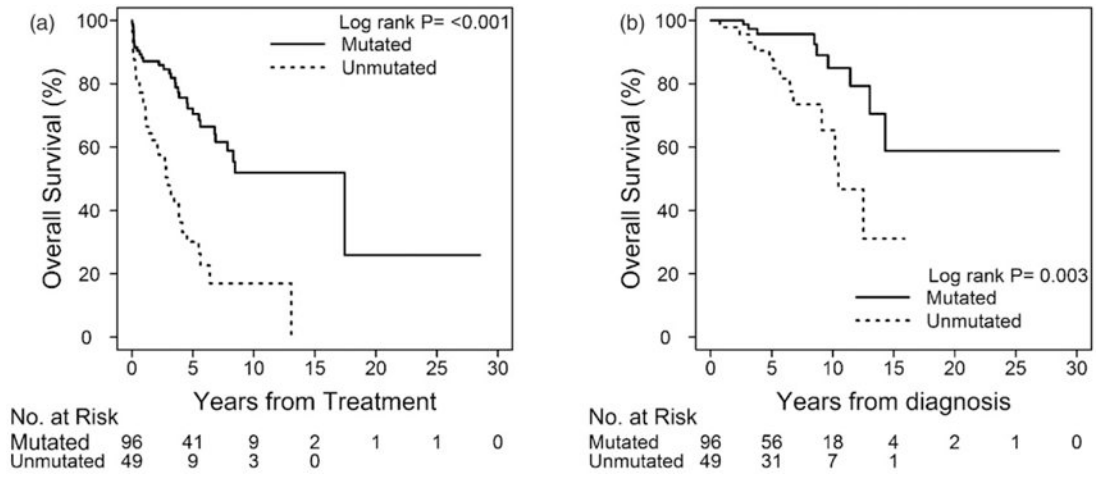 (a)
Log rank P= <0.001
Mutated
Unmutated
Overall Survival (%)
100
80
60
40
20
0
0 5 10 15 20 25 30
Years from Treatment
No. at Risk
Mutated 96 41 9 2 1 1 0
Unmutated 49 9 3 0
(b)
Overall Survival (%)
100
80
60
40
20
0
Log rank P= 0.003
Mutated
Unmutated
0 5 10 15 20 25 30
Years from diagnosis
No. at Risk
Mutated 96 56 18 4 2 1 0
Unmutated 49 31 7 1